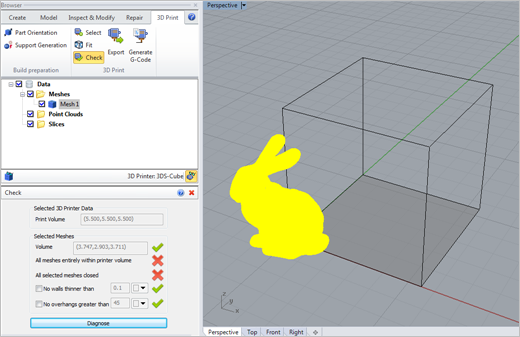 Browser
Create Model Inspect & Modify Repair 3D Print
Part Orientation
Support Generation
Select
Fit
Check
Export
Generate
G-Code
Build preparation
3D Print
Data
Meshes
Mesh 1
Point Clouds
Slices
3D Printer: 3DS-Cube
Check
Selected 3D Printer Data
Print Volume (5.500,5.500,5.500)
Selected Meshes
Volume (3.747,2.903,3.711)
All meshes entirely within printer volume
All selected meshes closed
No walls thinner than 0.1
No overhangs greater than 45
Diagnose
Perspective
z
y
x
Perspective Top Front Right